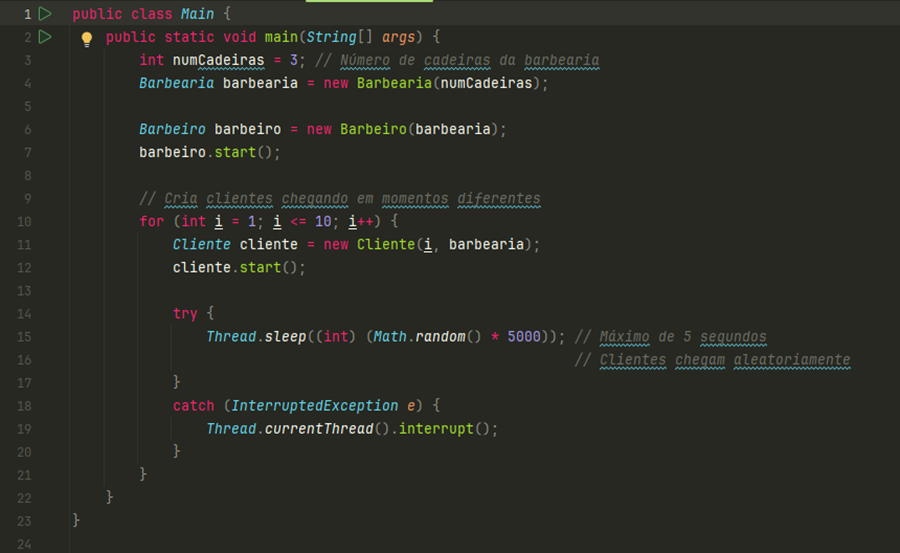 1 public class Main {
2 public static void main(String[] args) {
3 int numCadeiras = 3; // Número de cadeiras da barbearia
4 Barbearia barbearia = new Barbearia(numCadeiras);
5
6 Barbeiro barbeiro = new Barbeiro(barbearia);
7 barbeiro.start();
8
9 // Cria clientes chegando em momentos diferentes
10 for (int i = 1; i <= 10; i++) {
11 Cliente cliente = new Cliente(i, barbearia);
12 cliente.start();
13
14 try {
15 Thread.sleep((int) (Math.random() * 5000)); // Máximo de 5 segundos
16 // Clientes chegam aleatoriamente
17 }
18 catch (InterruptedException e) {
19 Thread.currentThread().interrupt();
20 }
21 }
22 }
23 }
24